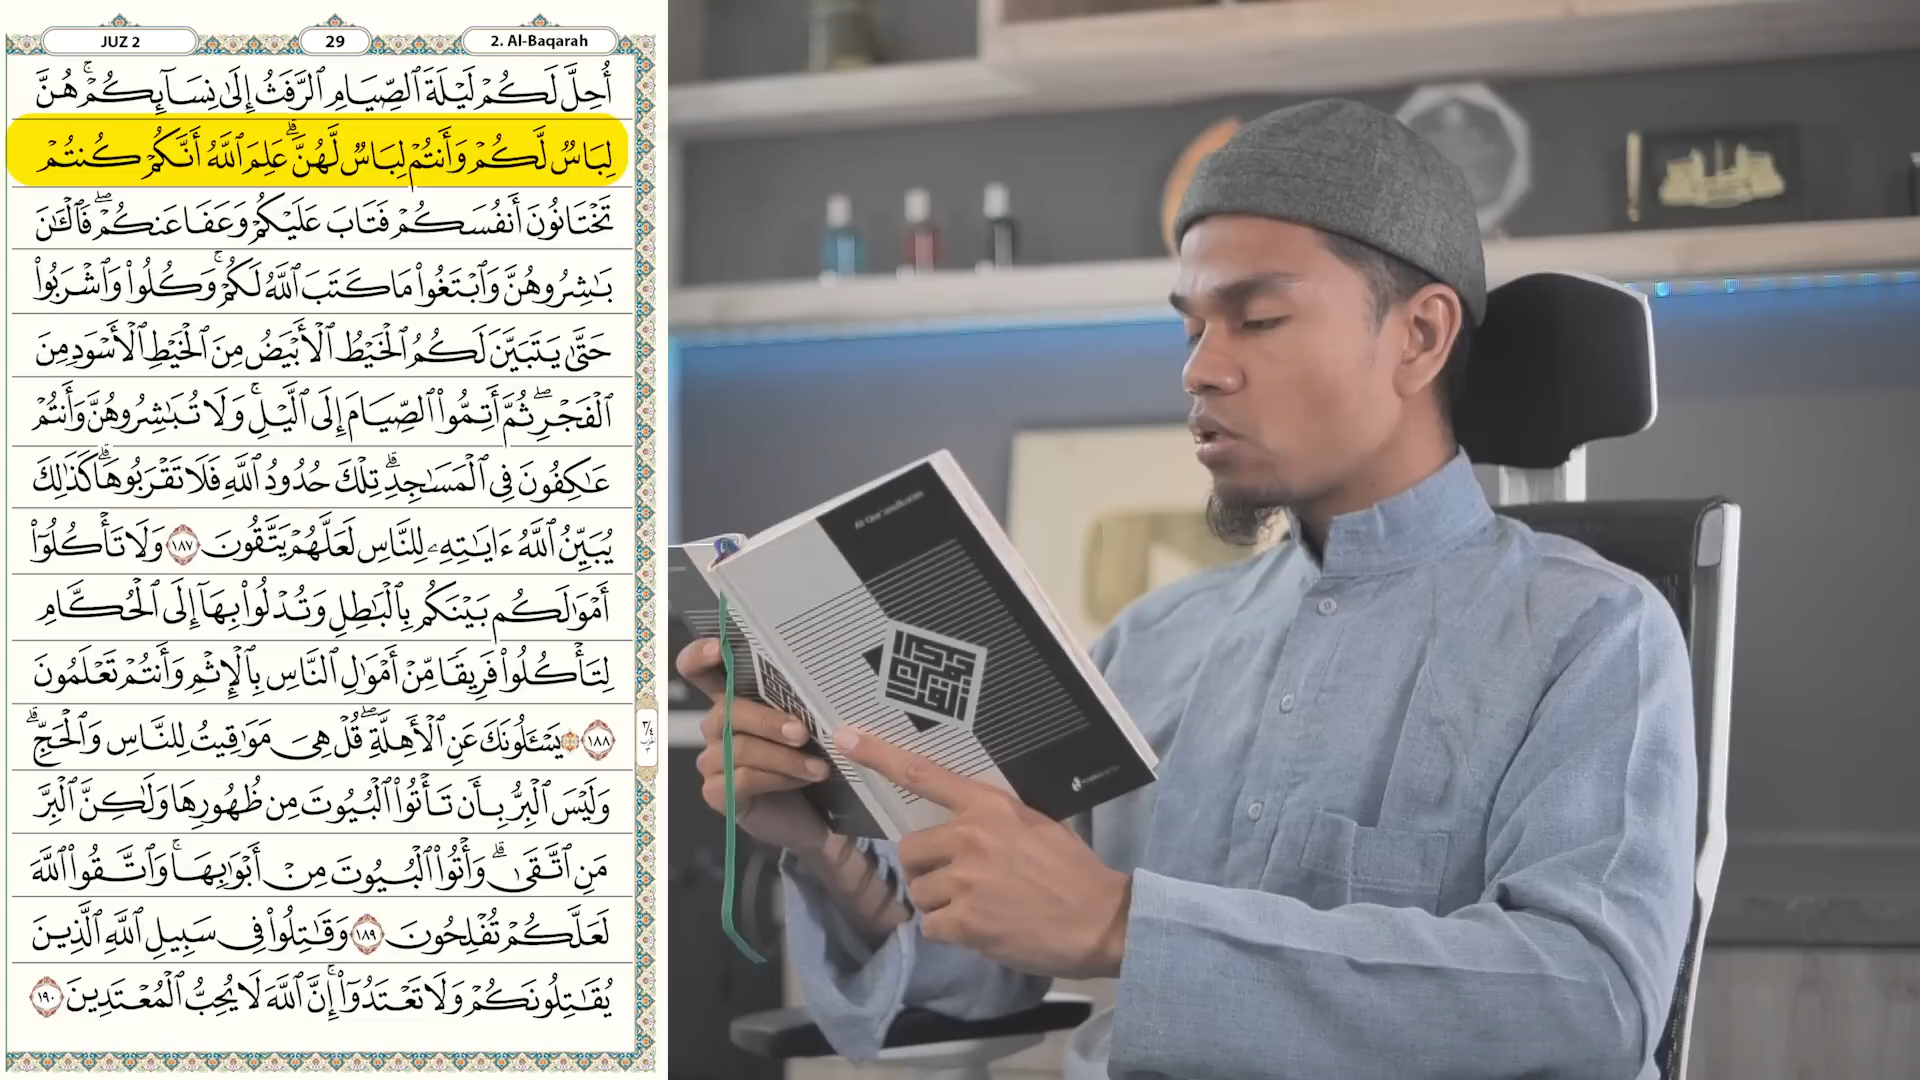 JUZ 2
29
2. Al-Baqarah
أُحِلَّ لَكُمْ لَيْلَةَ ٱلصِّيَامِ ٱلرَّفَثُ إِلَىٰ نِسَآئِكُمْ ۚ هُنَّ
لِبَاسٌ لَّكُمْ وَأَنتُمْ لِبَاسٌ لَّهُنَّ ۗ عَلِمَ ٱللَّهُ أَنَّكُمْ كُنتُمْ
تَخْتَانُونَ أَنفُسَكُمْ فَتَابَ عَلَيْكُمْ وَعَفَا عَنكُمْ ۖ فَٱلْـَٰٔنَ
بَـٰشِرُوهُنَّ وَٱبْتَغُوا۟ مَا كَتَبَ ٱللَّهُ لَكُمْ ۚ وَكُلُوا۟ وَٱشْرَبُوا۟
حَتَّىٰ يَتَبَيَّنَ لَكُمُ ٱلْخَيْطُ ٱلْأَبْيَضُ مِنَ ٱلْخَيْطِ ٱلْأَسْوَدِ مِنَ
ٱلْفَجْرِ ۖ ثُمَّ أَتِمُّوا۟ ٱلصِّيَامَ إِلَى ٱلَّيْلِ ۚ وَلَا تُبَـٰشِرُوهُنَّ وَأَنتُمْ
عَـٰكِفُونَ فِى ٱلْمَسَـٰجِدِ ۗ تِلْكَ حُدُودُ ٱللَّهِ فَلَا تَقْرَبُوهَا ۗ كَذَٰلِكَ
يُبَيِّنُ ٱللَّهُ ءَايَـٰتِهِۦ لِلنَّاسِ لَعَلَّهُمْ يَتَّقُونَ ١٨٧ وَلَا تَأْكُلُوٓا۟
أَمْوَٰلَكُم بَيْنَكُم بِٱلْبَـٰطِلِ وَتُدْلُوا۟ بِهَآ إِلَى ٱلْحُكَّامِ
لِتَأْكُلُوا۟ فَرِيقًا مِّنْ أَمْوَٰلِ ٱلنَّاسِ بِٱلْإِثْمِ وَأَنتُمْ تَعْلَمُونَ
١٨٨ ۞ يَسْـَٔلُونَكَ عَنِ ٱلْأَهِلَّةِ ۖ قُلْ هِىَ مَوَٰقِيتُ لِلنَّاسِ وَٱلْحَجِّ ۗ
وَلَيْسَ ٱلْبِرُّ بِأَن تَأْتُوا۟ ٱلْبُيُوتَ مِن ظُهُورِهَا وَلَـٰكِنَّ ٱلْبِرَّ
مَنِ ٱتَّقَىٰ ۗ وَأْتُوا۟ ٱلْبُيُوتَ مِنْ أَبْوَٰبِهَا ۚ وَٱتَّقُوا۟ ٱللَّهَ
لَعَلَّكُمْ تُفْلِحُونَ ١٨٩ وَقَـٰتِلُوا۟ فِى سَبِيلِ ٱللَّهِ ٱلَّذِينَ
يُقَـٰتِلُونَكُمْ وَلَا تَعْتَدُوٓا۟ ۚ إِنَّ ٱللَّهَ لَا يُحِبُّ ٱلْمُعْتَدِينَ ١٩٠